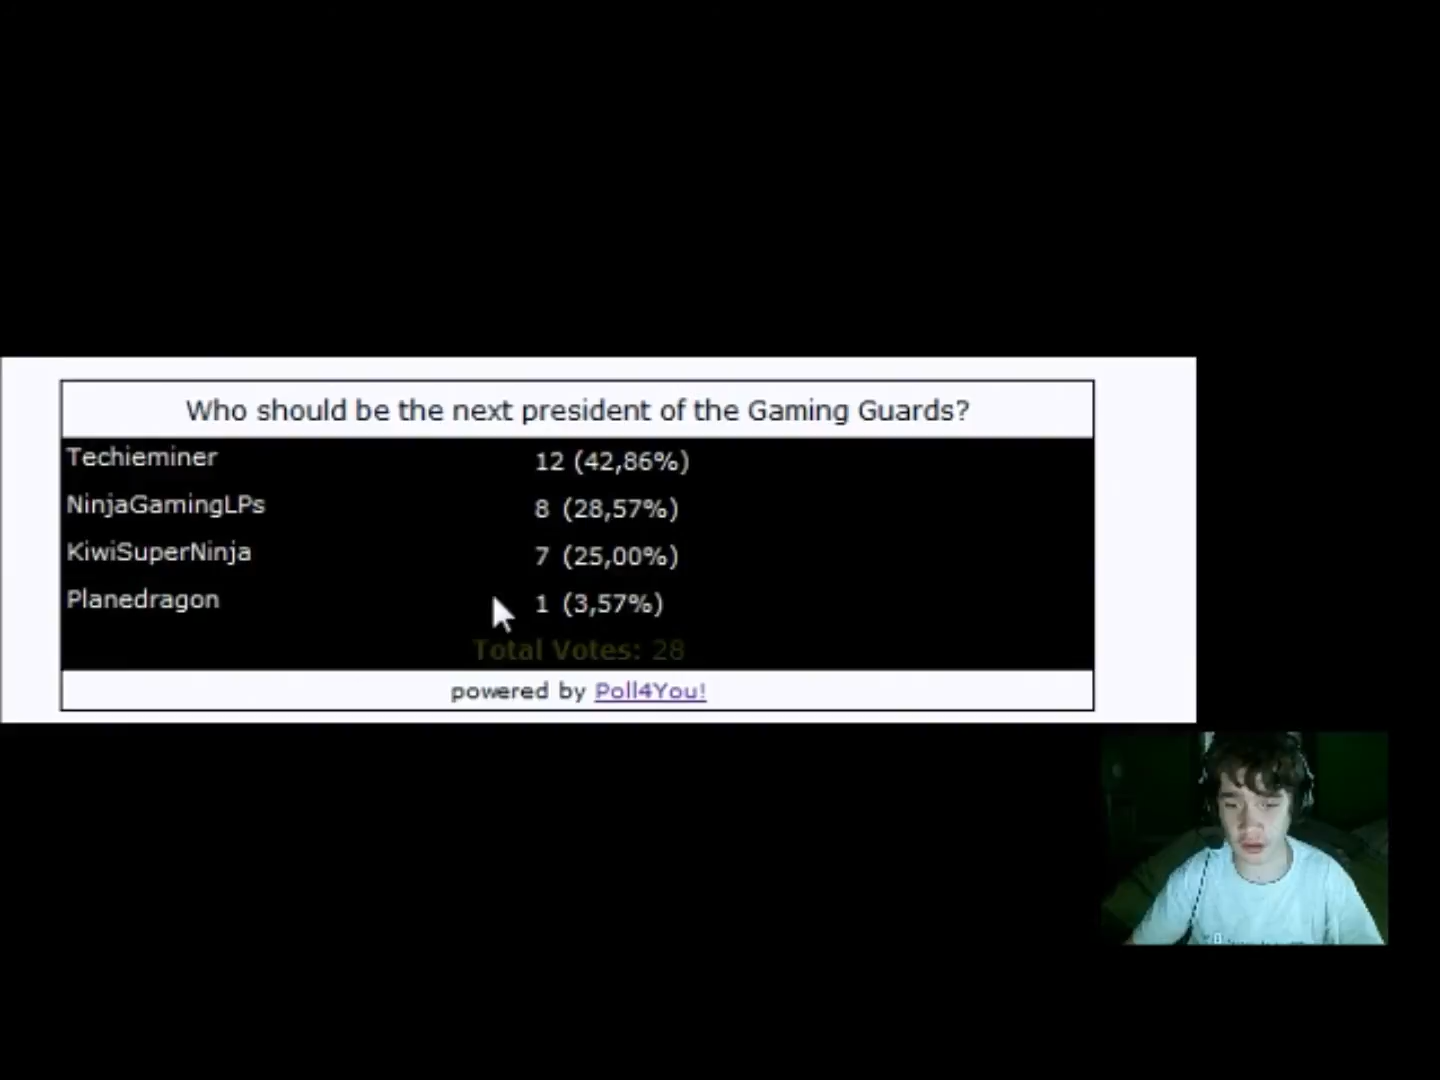 Who should be the next president of the Gaming Guards?
Techieminer 12 (42,86%)
NinjaGamingLPs 8 (28,57%)
KiwiSuperNinja 7 (25,00%)
Planedragon 1 (3,57%)
Total Votes: 28
powered by Poll4You!